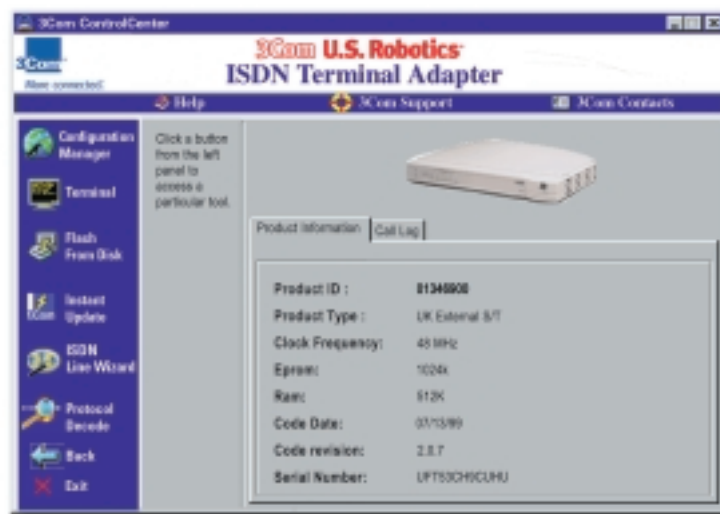 3Com ControlCenter
3Com
More connected.
3Com U.S. Robotics
ISDN Terminal Adapter
Help
3Com Support
3Com Contacts
Configuration Manager
Terminal
Flash From Disk
Instant Update
ISDN Line Wizard
Protocol Decode
Back
Exit
Click a button
from the left
panel to
access a
particular tool.
Product Information
Call Log
Product ID :
Product Type : UK External S/T
Clock Frequency: 48 MHz
Eprom: 1024k
Ram: 512K
Code Date: 07/13/99
Code revision: 2.0.7
Serial Number: